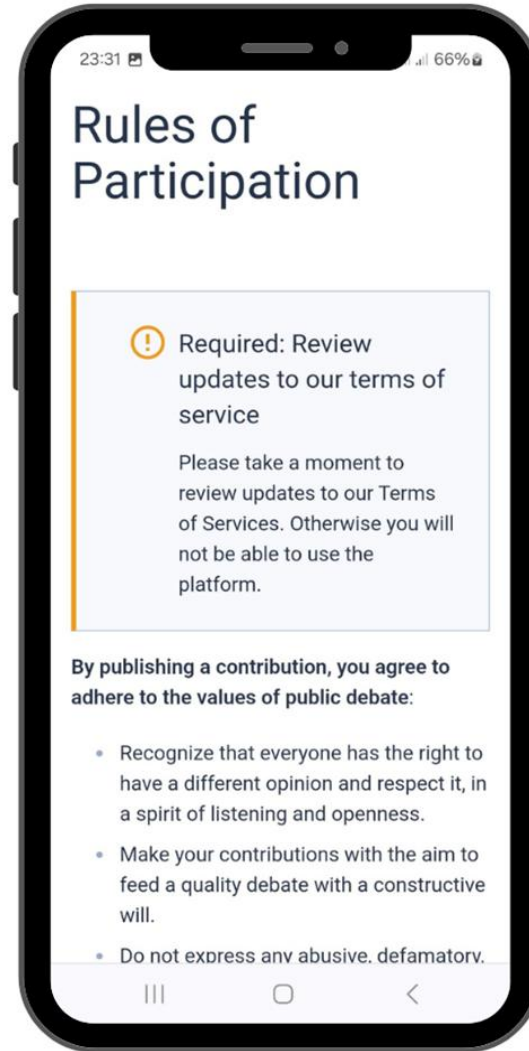 23:31 66%
Rules of
Participation
Required: Review
updates to our terms of
service
Please take a moment to
review updates to our Terms
of Services. Otherwise you will
not be able to use the
platform.
By publishing a contribution, you agree to
adhere to the values of public debate:
Recognize that everyone has the right to
have a different opinion and respect it, in
a spirit of listening and openness.
Make your contributions with the aim to
feed a quality debate with a constructive
will.
Do not express any abusive, defamatory,